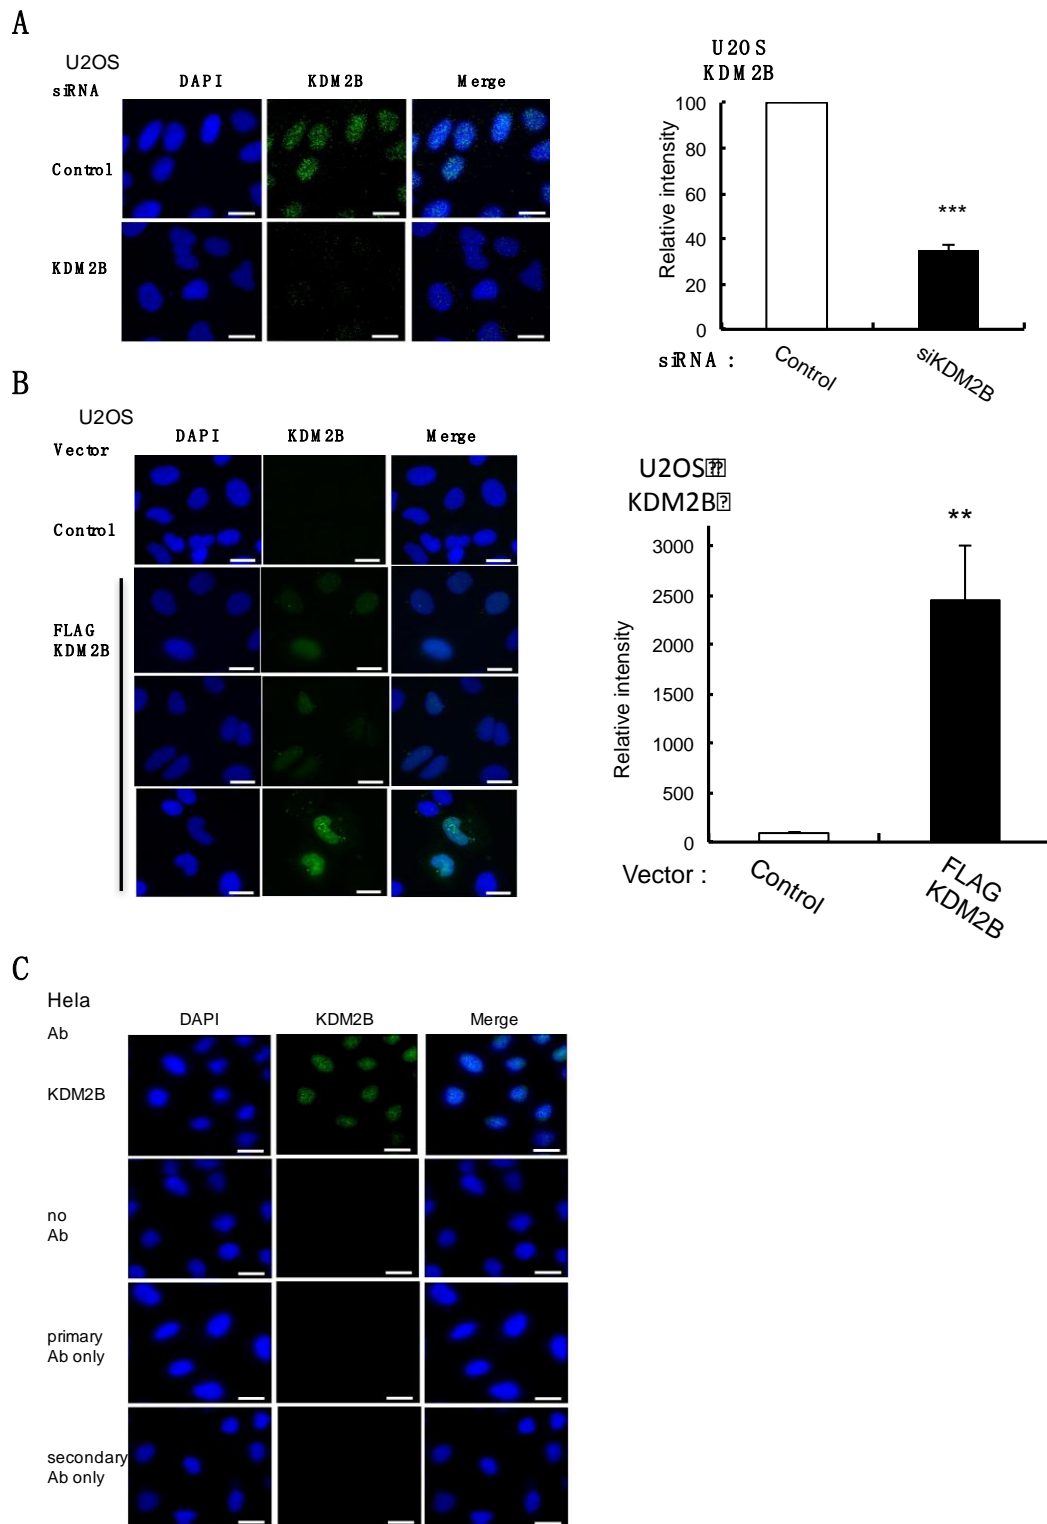 A
U2OS
siRNA
DAPI
KDM2B
Merge
Control
KDM2B
U2OS
KDM2B
Relative intensity
100
80
60
40
20
0
***
siRNA :
Control
siKDM2B
B
U2OS
Vector
DAPI
KDM2B
Merge
Control
FLAG
KDM2B
U2OS⍰⍰
KDM2B⍰
Relative intensity
3000
2500
2000
1500
1000
500
0
**
Vector :
Control
FLAG
KDM2B
C
Hela
Ab
DAPI
KDM2B
Merge
KDM2B
no
Ab
primary
Ab only
secondary
Ab only